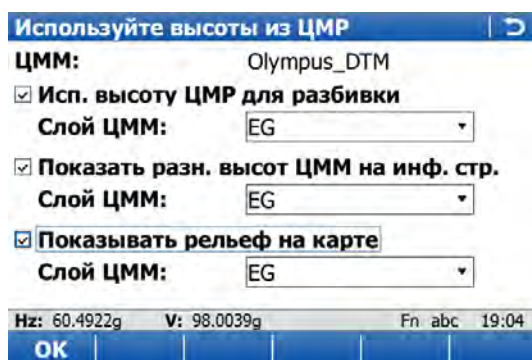 Используйте высоты из ЦМР
ЦММ: Olympus_DTM
Исп. высоту ЦМР для разбивки
Слой ЦММ: EG
Показать разн. высот ЦММ на инф. стр.
Слой ЦММ: EG
Показывать рельеф на карте
Слой ЦММ: EG
Hz: 60.4922g V: 98.0039g Fn abc 19:04
OK